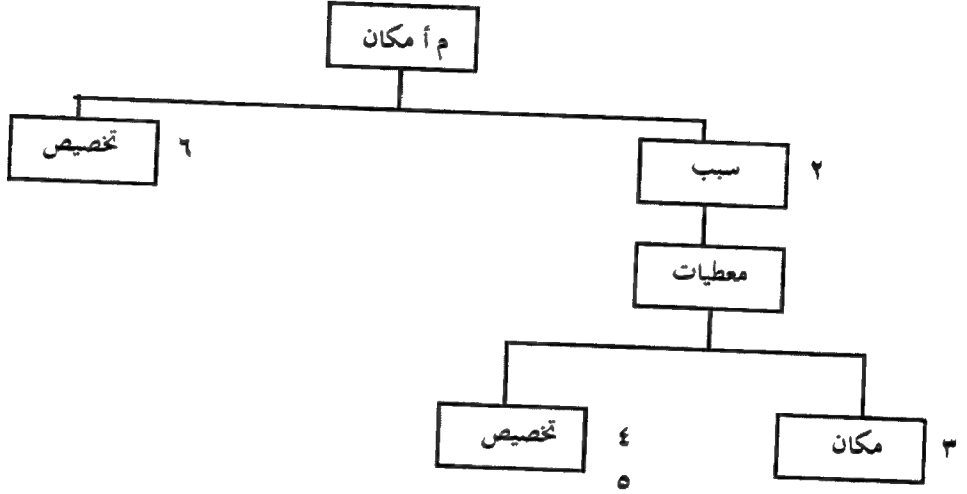 م أ مكان
٢ سبب
٦ تخصيص
معطيات
٣ مكان
٤ تخصيص
٥